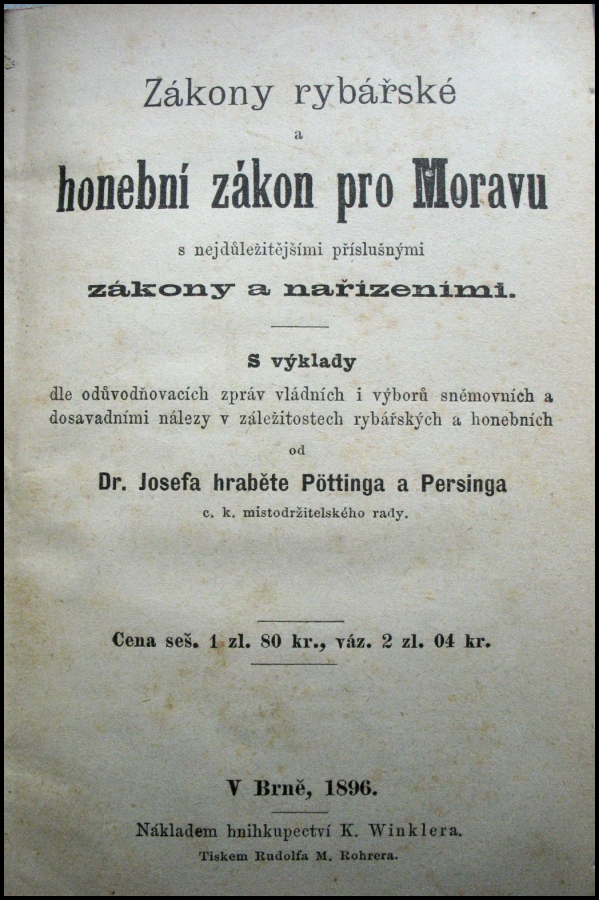 Zákony rybářské
a
honební zákon pro Moravu
s nejdůležitějšími příslušnými
zákony a nařízeními.
S výklady
dle odůvodňovacích zpráv vládních i výborů sněmovních a
dosavadními nálezy v záležitostech rybářských a honebních
od
Dr. Josefa hraběte Pöttinga a Persinga
c. k. mistodržitelského rady.
Cena seš. 1 zl. 80 kr., váz. 2 zl. 04 kr.
V Brně, 1896.
Nákladem hnihkupectví K. Winklera.
Tiskem Rudolfa M. Rohrera.